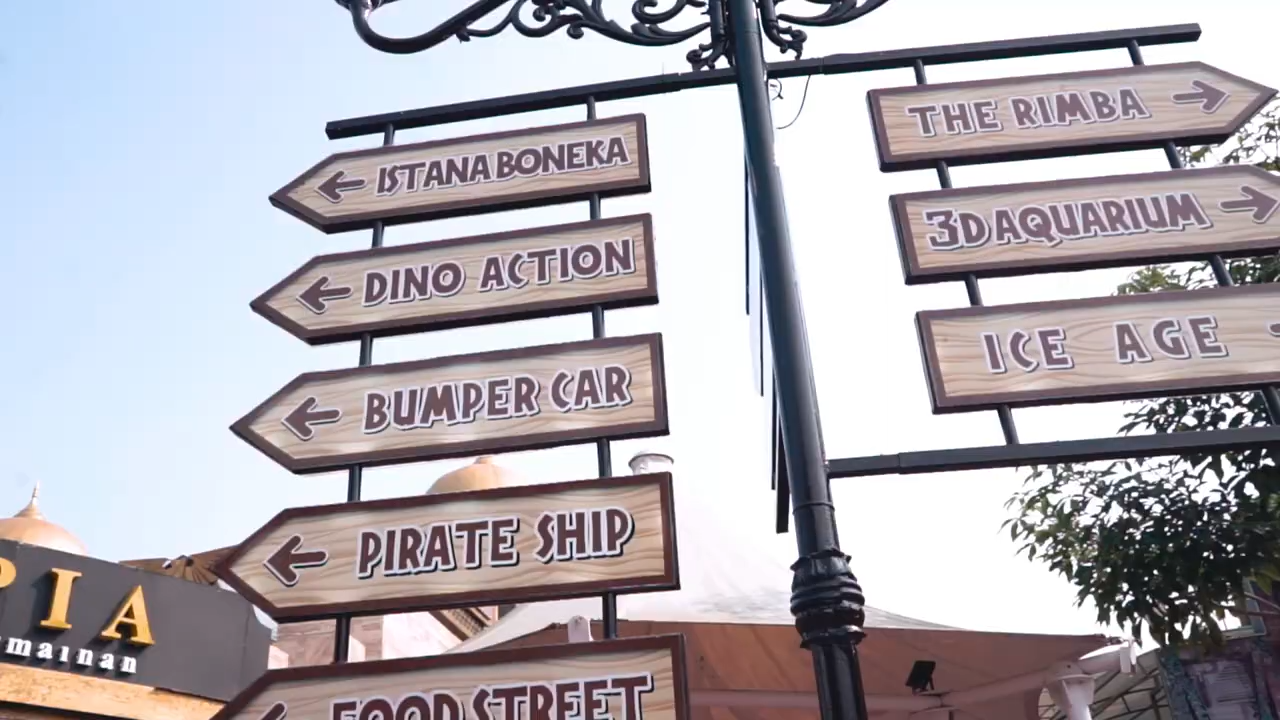 ISTANA BONEKA
DINO ACTION
BUMPER CAR
PIRATE SHIP
FOOD STREET
THE RIMBA
3D AQUARIUM
ICE AGE
PIA
mainan